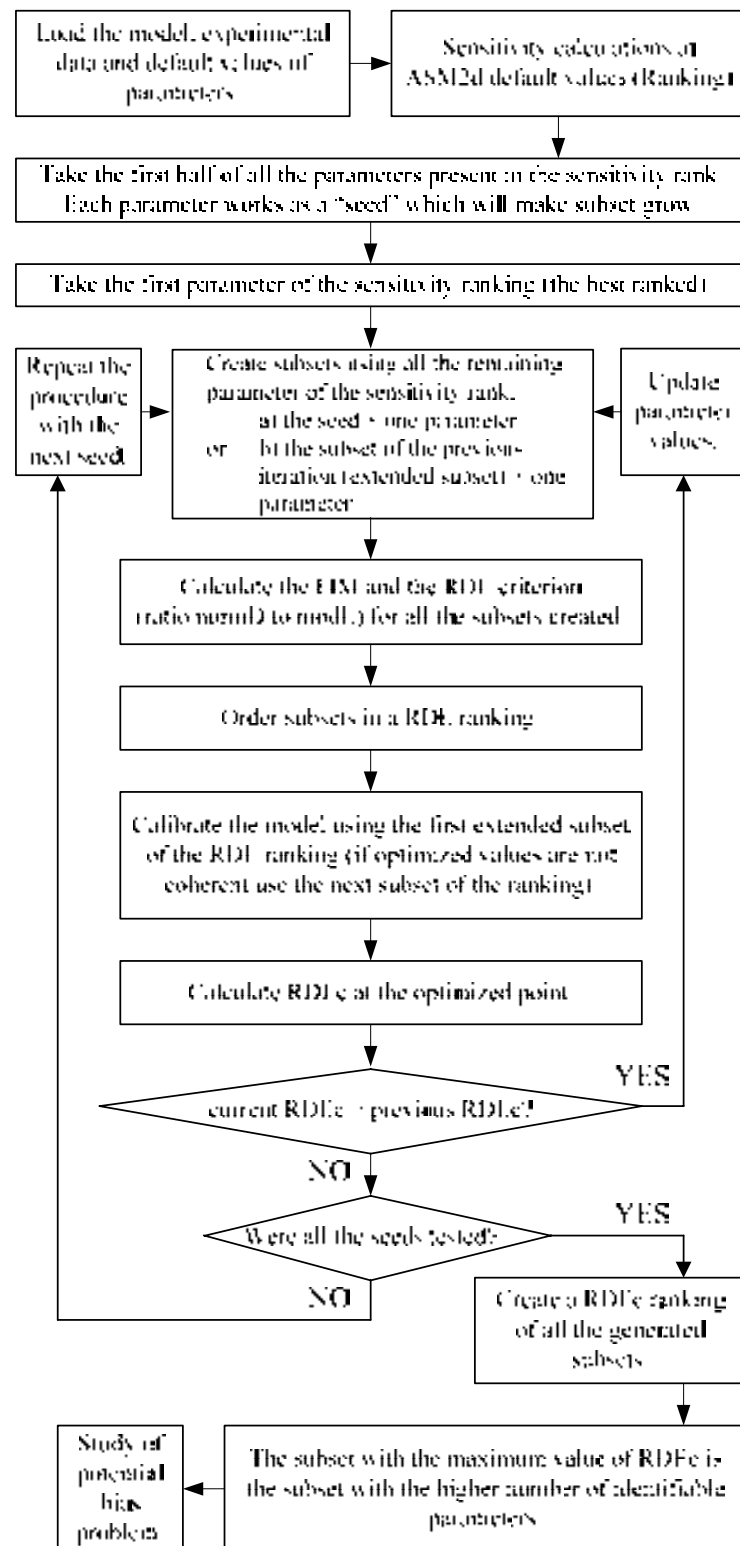 Load the model, experimental
data and default values of
parameters
Sensitivity calculations at
ASM2d default values (Ranking)
Take the first half of all the parameters present in the sensitivity rank
Each parameter works as a "seed" which will make subset grow
Take the first parameter of the sensitivity ranking (the best ranked)
Repeat the
procedure
with the
next seed.
Create subsets using all the remaining
parameter of the sensitivity rank:
a) the seed + one parameter
or b) the subset of the previous
iteration (extended subset) + one
parameter
Update
parameter
values.
Calculate the FIM and the RDE criterion
(ratio normD to modE) for all the subsets created
Order subsets in a RDE ranking
Calibrate the model using the first extended subset
of the RDE ranking (if optimized values are not
coherent use the next subset of the ranking)
Calculate RDEc at the optimized point
current RDEc > previous RDEc?
YES
NO
Were all the seeds tested?
YES
NO
Create a RDEc ranking
of all the generated
subsets
The subset with the maximum value of RDEc is
the subset with the higher number of identifiable
parameters
Study of
potential
bias
problem